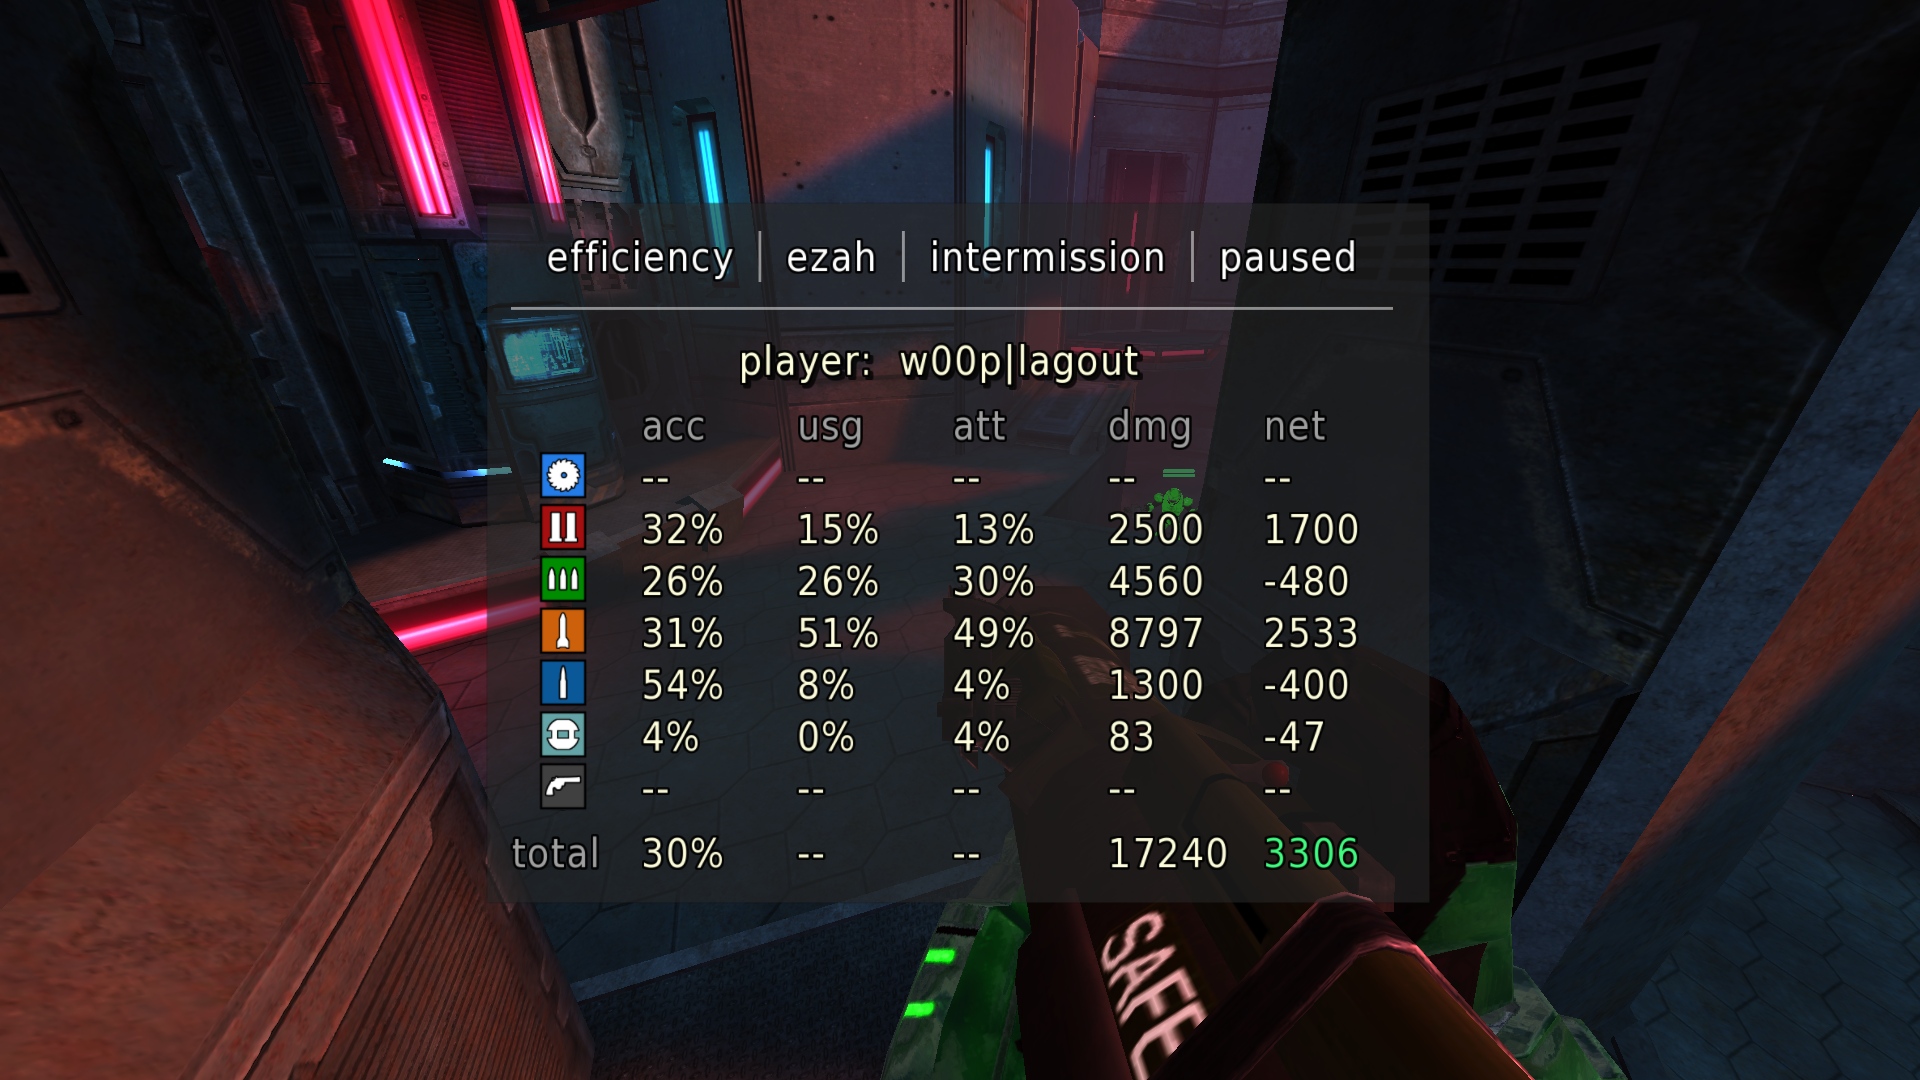 efficiency | ezah | intermission | paused
player: w00p|lagout
acc usg att dmg net
-- -- -- -- --
32% 15% 13% 2500 1700
26% 26% 30% 4560 -480
31% 51% 49% 8797 2533
54% 8% 4% 1300 -400
4% 0% 4% 83 -47
-- -- -- -- --
total 30% -- -- 17240 3306
SAFE